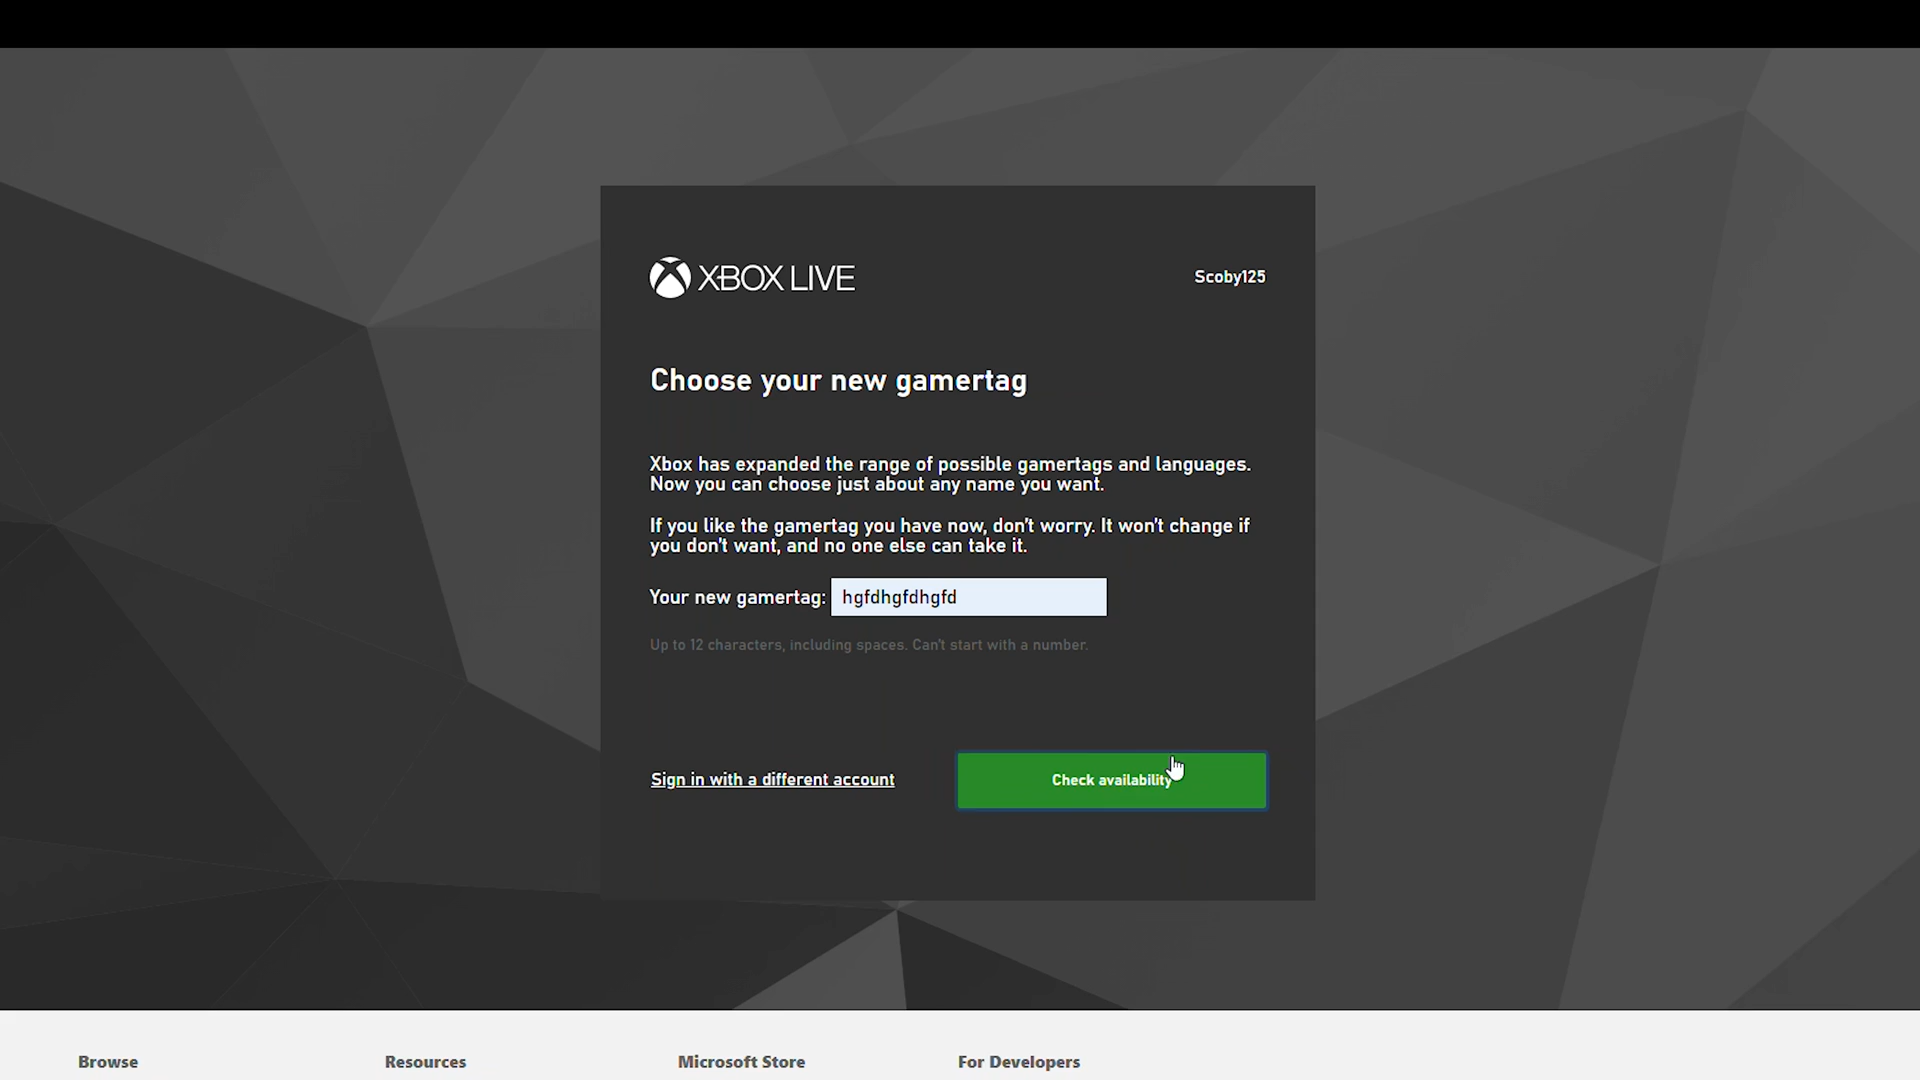 XBOX LIVE
Scoby125
Choose your new gamertag
Xbox has expanded the range of possible gamertags and languages.
Now you can choose just about any name you want.
If you like the gamertag you have now, don't worry. It won't change if
you don't want, and no one else can take it.
Your new gamertag: hgfdhgfdhgfd
Up to 12 characters, including spaces. Can't start with a number.
Sign in with a different account
Check availability
Browse
Resources
Microsoft Store
For Developers